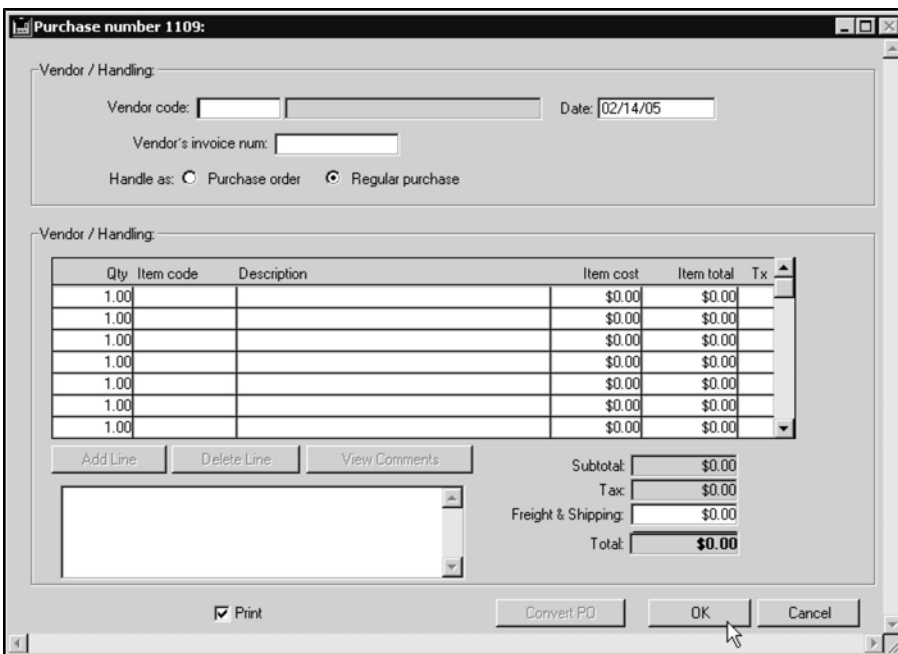 Purchase number 1109:
Vendor / Handling:
Vendor code:
Date: 02/14/05
Vendor's invoice num:
Handle as: Purchase order Regular purchase
Vendor / Handling:
Qty Item code Description Item cost Item total Tx
1.00 $0.00 $0.00
1.00 $0.00 $0.00
1.00 $0.00 $0.00
1.00 $0.00 $0.00
1.00 $0.00 $0.00
1.00 $0.00 $0.00
1.00 $0.00 $0.00
Add Line Delete Line View Comments
Subtotal: $0.00
Tax: $0.00
Freight & Shipping: $0.00
Total: $0.00
Print Convert PO OK Cancel